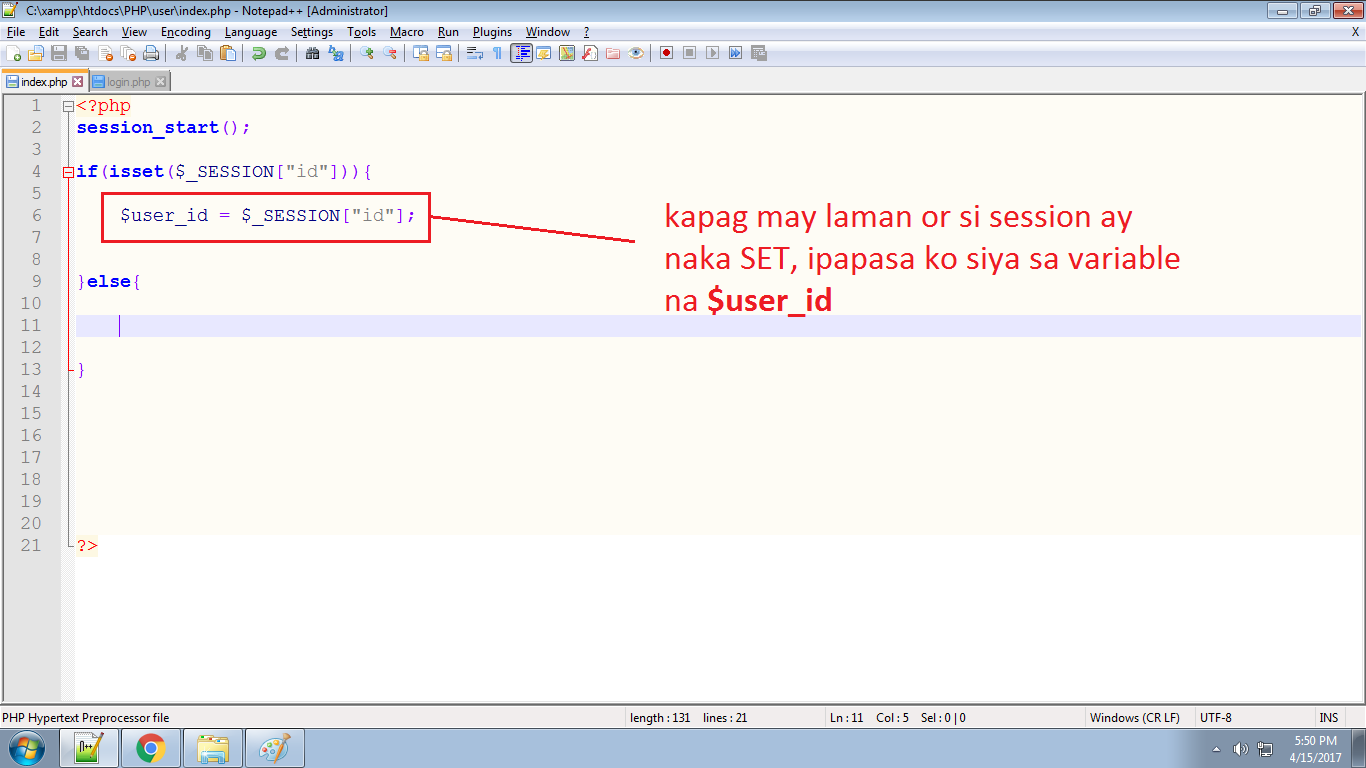 C:\xampp\htdocs\PHP\user\index.php - Notepad++ [Administrator]
File Edit Search View Encoding Language Settings Tools Macro Run Plugins Window ? X
index.php login.php
1 <?php
2 session_start();
3
4 if(isset($_SESSION["id"])){
5
6 $user_id = $_SESSION["id"];
7
8
9 }else{
10
11
12
13 }
14
15
16
17
18
19
20
21 ?>
kapag may laman or si session ay
naka SET, ipapasa ko siya sa variable
na $user_id
PHP Hypertext Preprocessor file length : 131 lines : 21 Ln : 11 Col : 5 Sel : 0 | 0 Windows (CR LF) UTF-8 INS
5:50 PM
4/15/2017